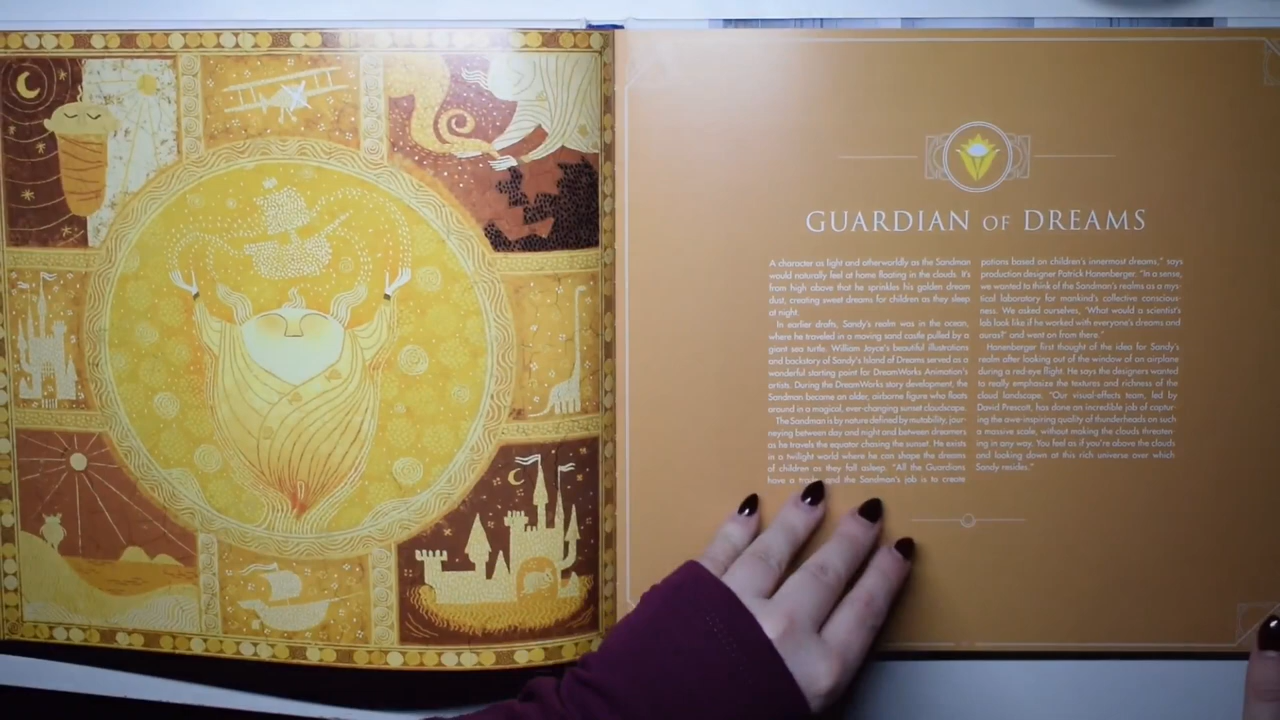 GUARDIAN OF DREAMS
A character as light and otherworldly as the Sandman
would naturally feel at home floating in the clouds. It's
from high above that he sprinkles his golden dream
dust, creating sweet dreams for children as they sleep
at night.
In earlier drafts, Sandy's realm was in the ocean,
where he traveled in a moving sand castle pulled by a
giant sea turtle. William Joyce's beautiful illustrations
and backstory of Sandy's Island of Dreams served as a
wonderful starting point for DreamWorks Animation's
artists. During the DreamWorks story development, the
Sandman became an older, airborne figure who floats
around in a magical, ever-changing sunset cloudscape.
The Sandman is by nature defined by mutability, jour-
neying between day and night and between dreamers
as he travels the equator chasing the sunset. He exists
in a twilight world where he can shape the dreams
of children as they fall asleep. "All the Guardians
have a trade and the Sandman's job is to create
potions based on children's innermost dreams," says
production designer Patrick Hanenberger. "In a sense,
we wanted to think of the Sandman's realms as a mys-
tical laboratory for mankind's collective conscious-
ness. We asked ourselves, 'What would a scientist's
lab look like if he worked with everyone's dreams and
auras?' and went on from there."
Hanenberger first thought of the idea for Sandy's
realm after looking out of the window of an airplane
during a red-eye flight. He says the designers wanted
to really emphasize the textures and richness of the
cloud landscape. "Our visual-effects team, led by
David Prescott, has done an incredible job of captur-
ing the awe-inspiring quality of thunderheads on such
a massive scale, without making the clouds threaten-
ing in any way. You feel as if you're above the clouds
and looking down at this rich universe over which
Sandy resides."